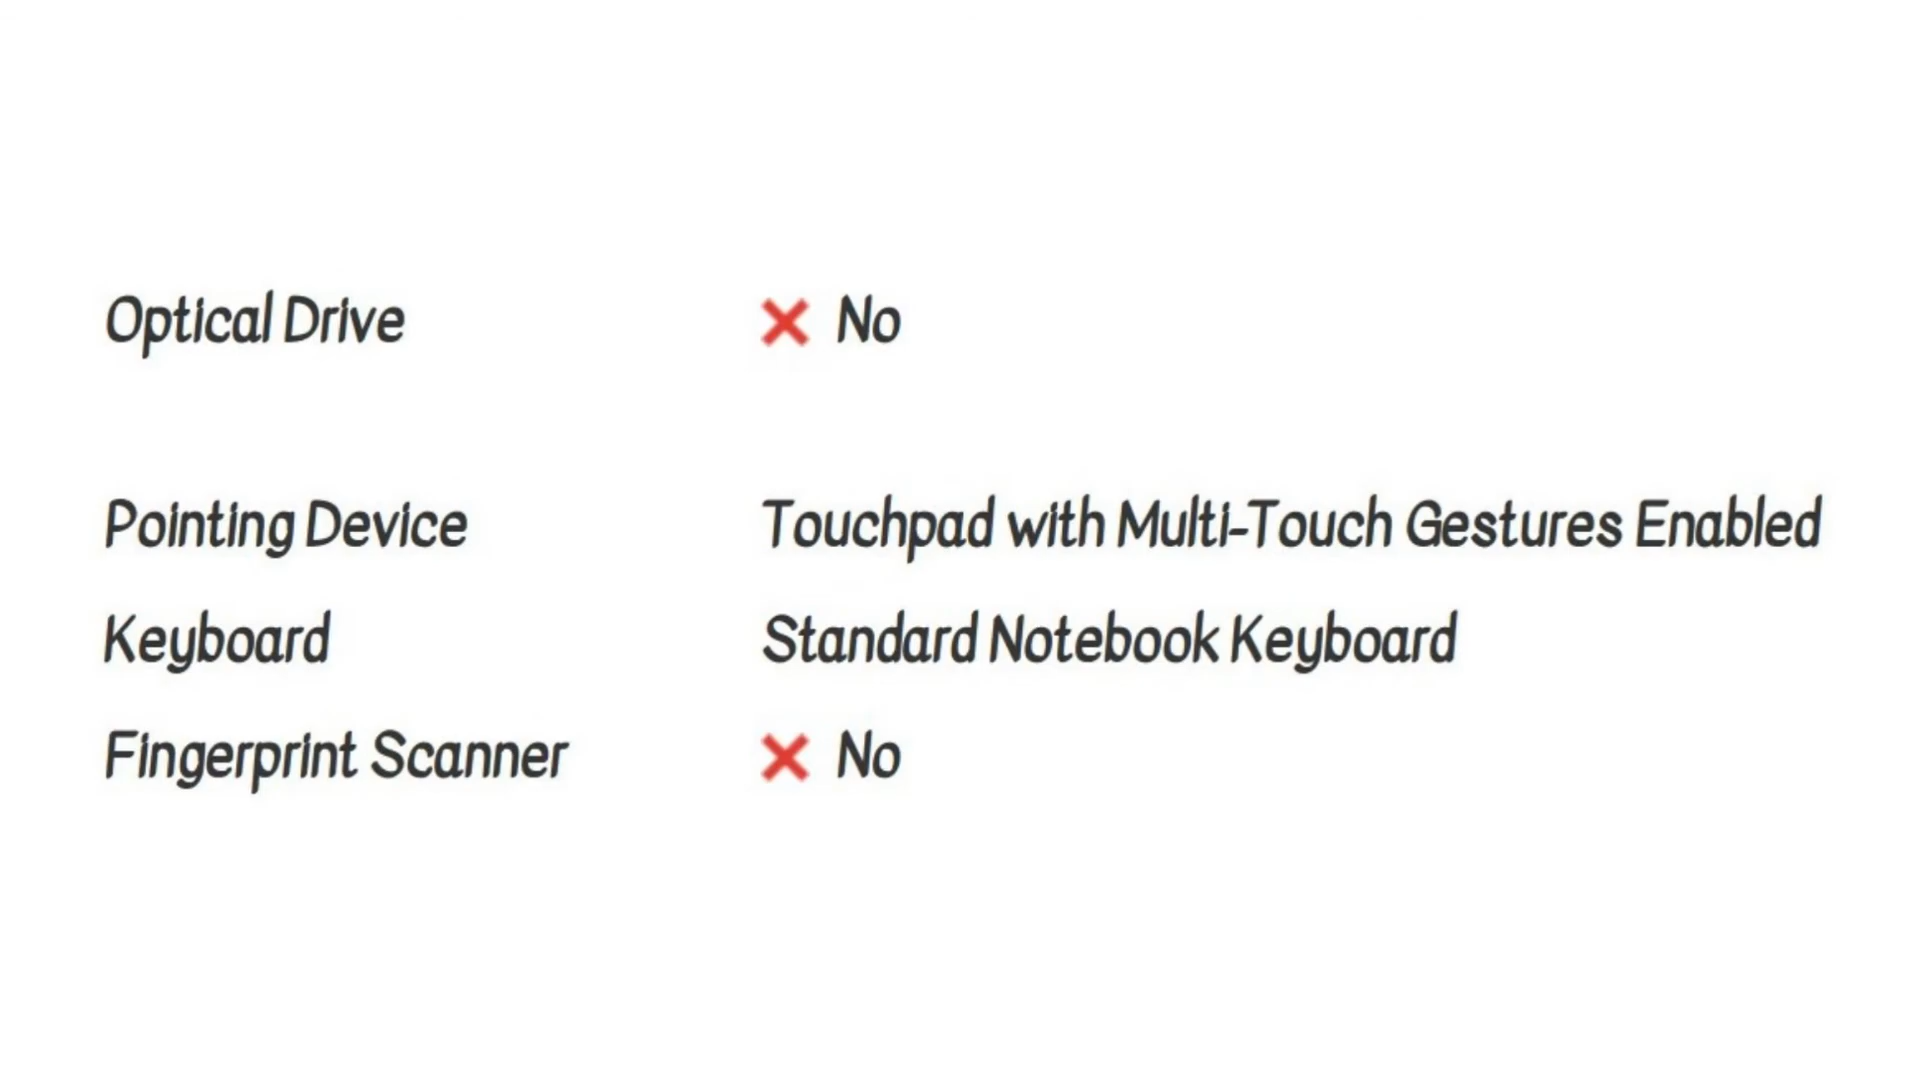 Optical Drive ❌ No
Pointing Device Touchpad with Multi-Touch Gestures Enabled
Keyboard Standard Notebook Keyboard
Fingerprint Scanner ❌ No